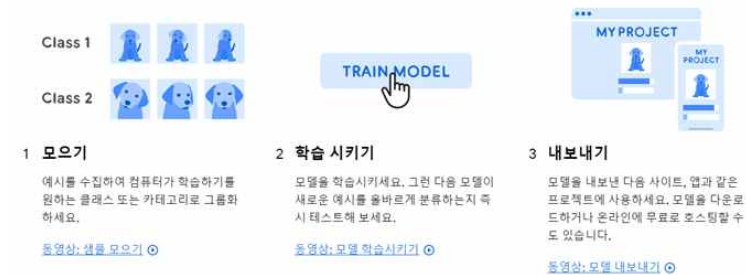 Class 1
Class 2
TRAIN MODEL
MY PROJECT
MY
PROJECT
1 모으기
예시를 수집하여 컴퓨터가 학습하기를
원하는 클래스 또는 카테고리로 그룹화
하세요.
동영상: 샘플 모으기
2 학습 시키기
모델을 학습시키세요. 그런 다음 모델이
새로운 예시를 올바르게 분류하는지 즉
시 테스트해 보세요.
동영상: 모델 학습시키기
3 내보내기
모델을 내보낸 다음 사이트, 앱과 같은
프로젝트에 사용하세요. 모델을 다운로
드하거나 온라인에 무료로 호스팅할 수
도 있습니다.
동영상: 모델 내보내기